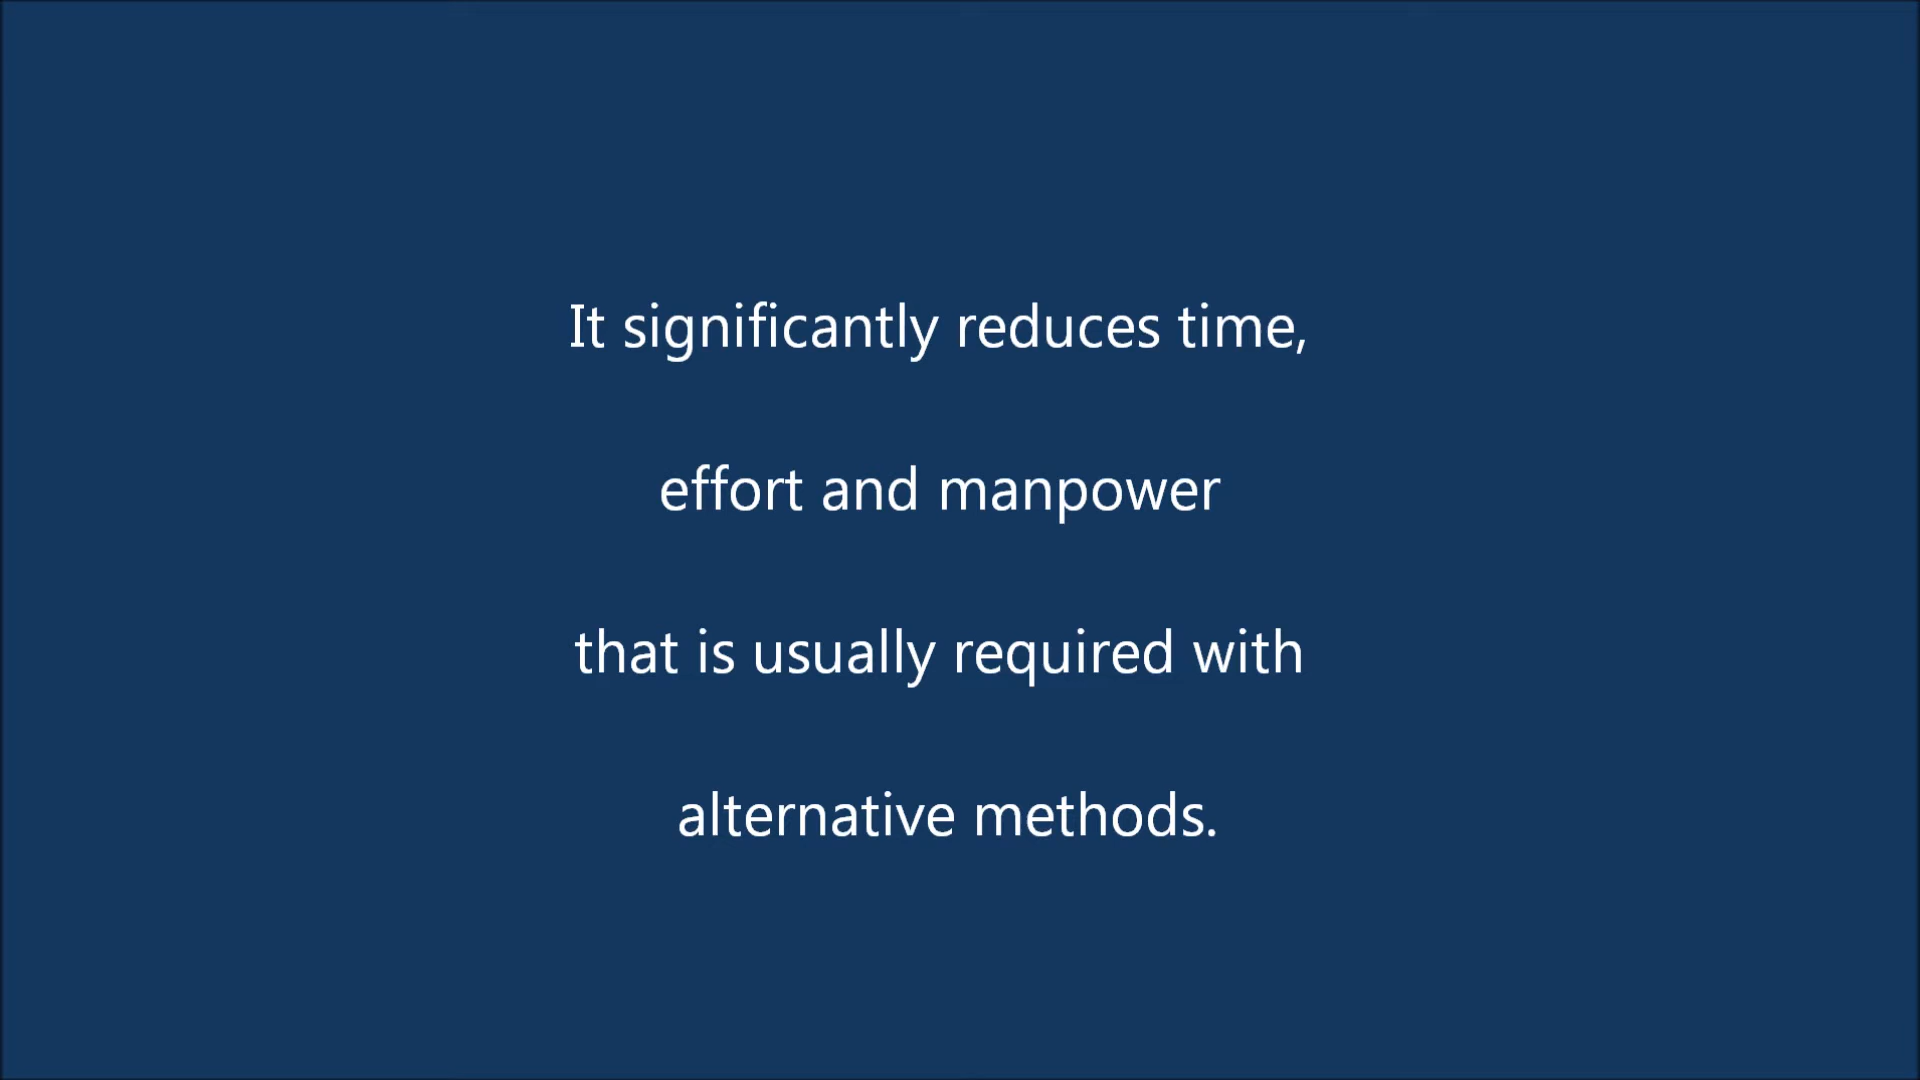 It significantly reduces time,
effort and manpower
that is usually required with
alternative methods.